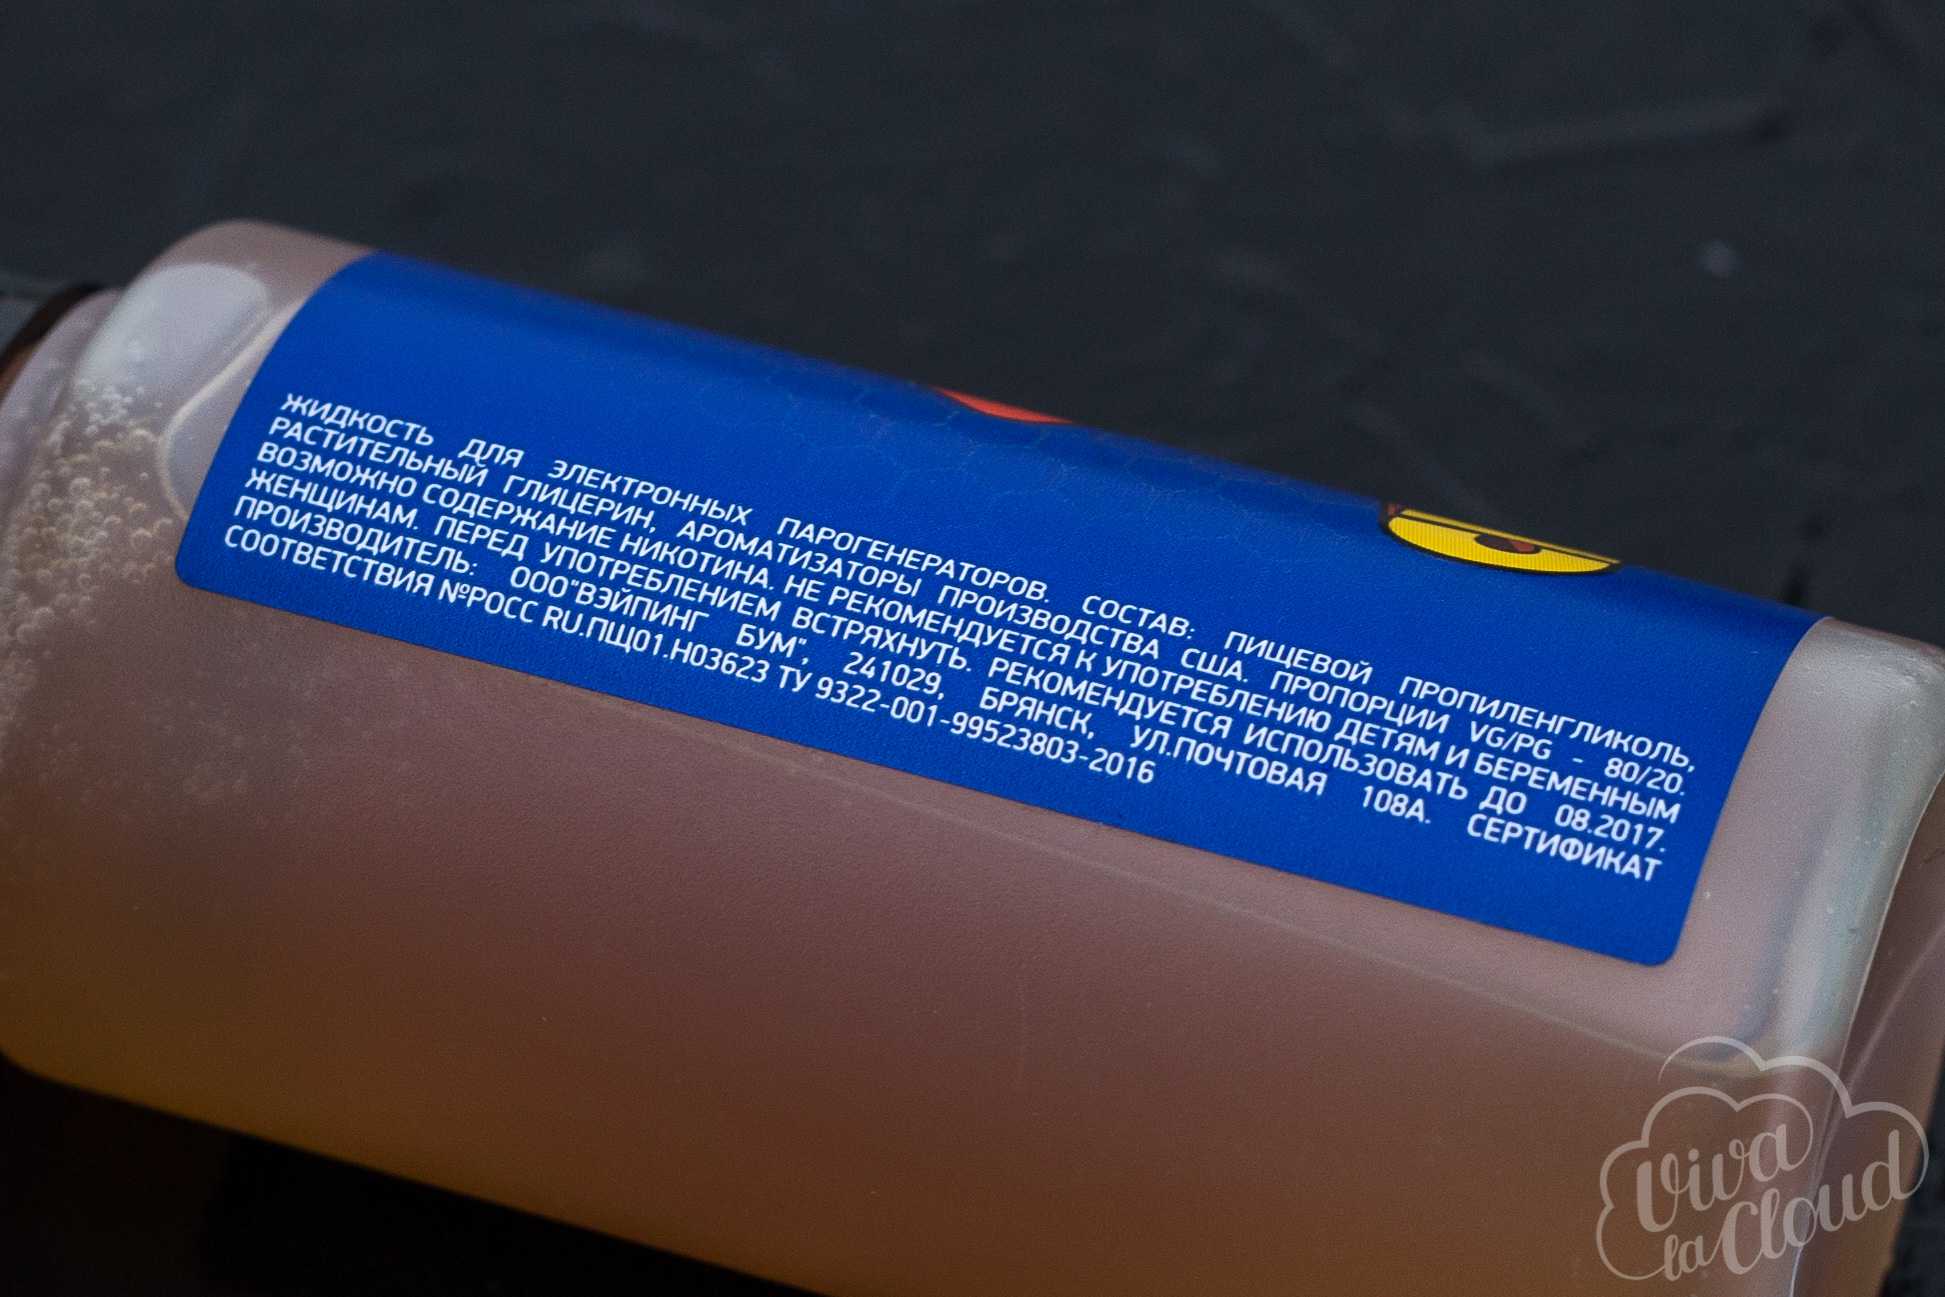 ЖИДКОСТЬ ДЛЯ ЭЛЕКТРОННЫХ ПАРОГЕНЕРАТОРОВ. СОСТАВ: ПИЩЕВОЙ ПРОПИЛЕНГЛИКОЛЬ,
РАСТИТЕЛЬНЫЙ ГЛИЦЕРИН, АРОМАТИЗАТОРЫ ПРОИЗВОДСТВА США. ПРОПОРЦИИ VG/PG - 80/20.
ВОЗМОЖНО СОДЕРЖАНИЕ НИКОТИНА. НЕ РЕКОМЕНДУЕТСЯ К УПОТРЕБЛЕНИЮ ДЕТЯМ И БЕРЕМЕННЫМ
ЖЕНЩИНАМ. ПЕРЕД УПОТРЕБЛЕНИЕМ ВСТРЯХНУТЬ. РЕКОМЕНДУЕТСЯ ИСПОЛЬЗОВАТЬ ДО 08.2017.
ПРОИЗВОДИТЕЛЬ: ООО"ВЭЙПИНГ БУМ", 241029, БРЯНСК, УЛ.ПОЧТОВАЯ 108А. СЕРТИФИКАТ
СООТВЕТСТВИЯ №РОСС RU.ПЩ01.Н03623 ТУ 9322-001-99523803-2016
Viva
la Cloud